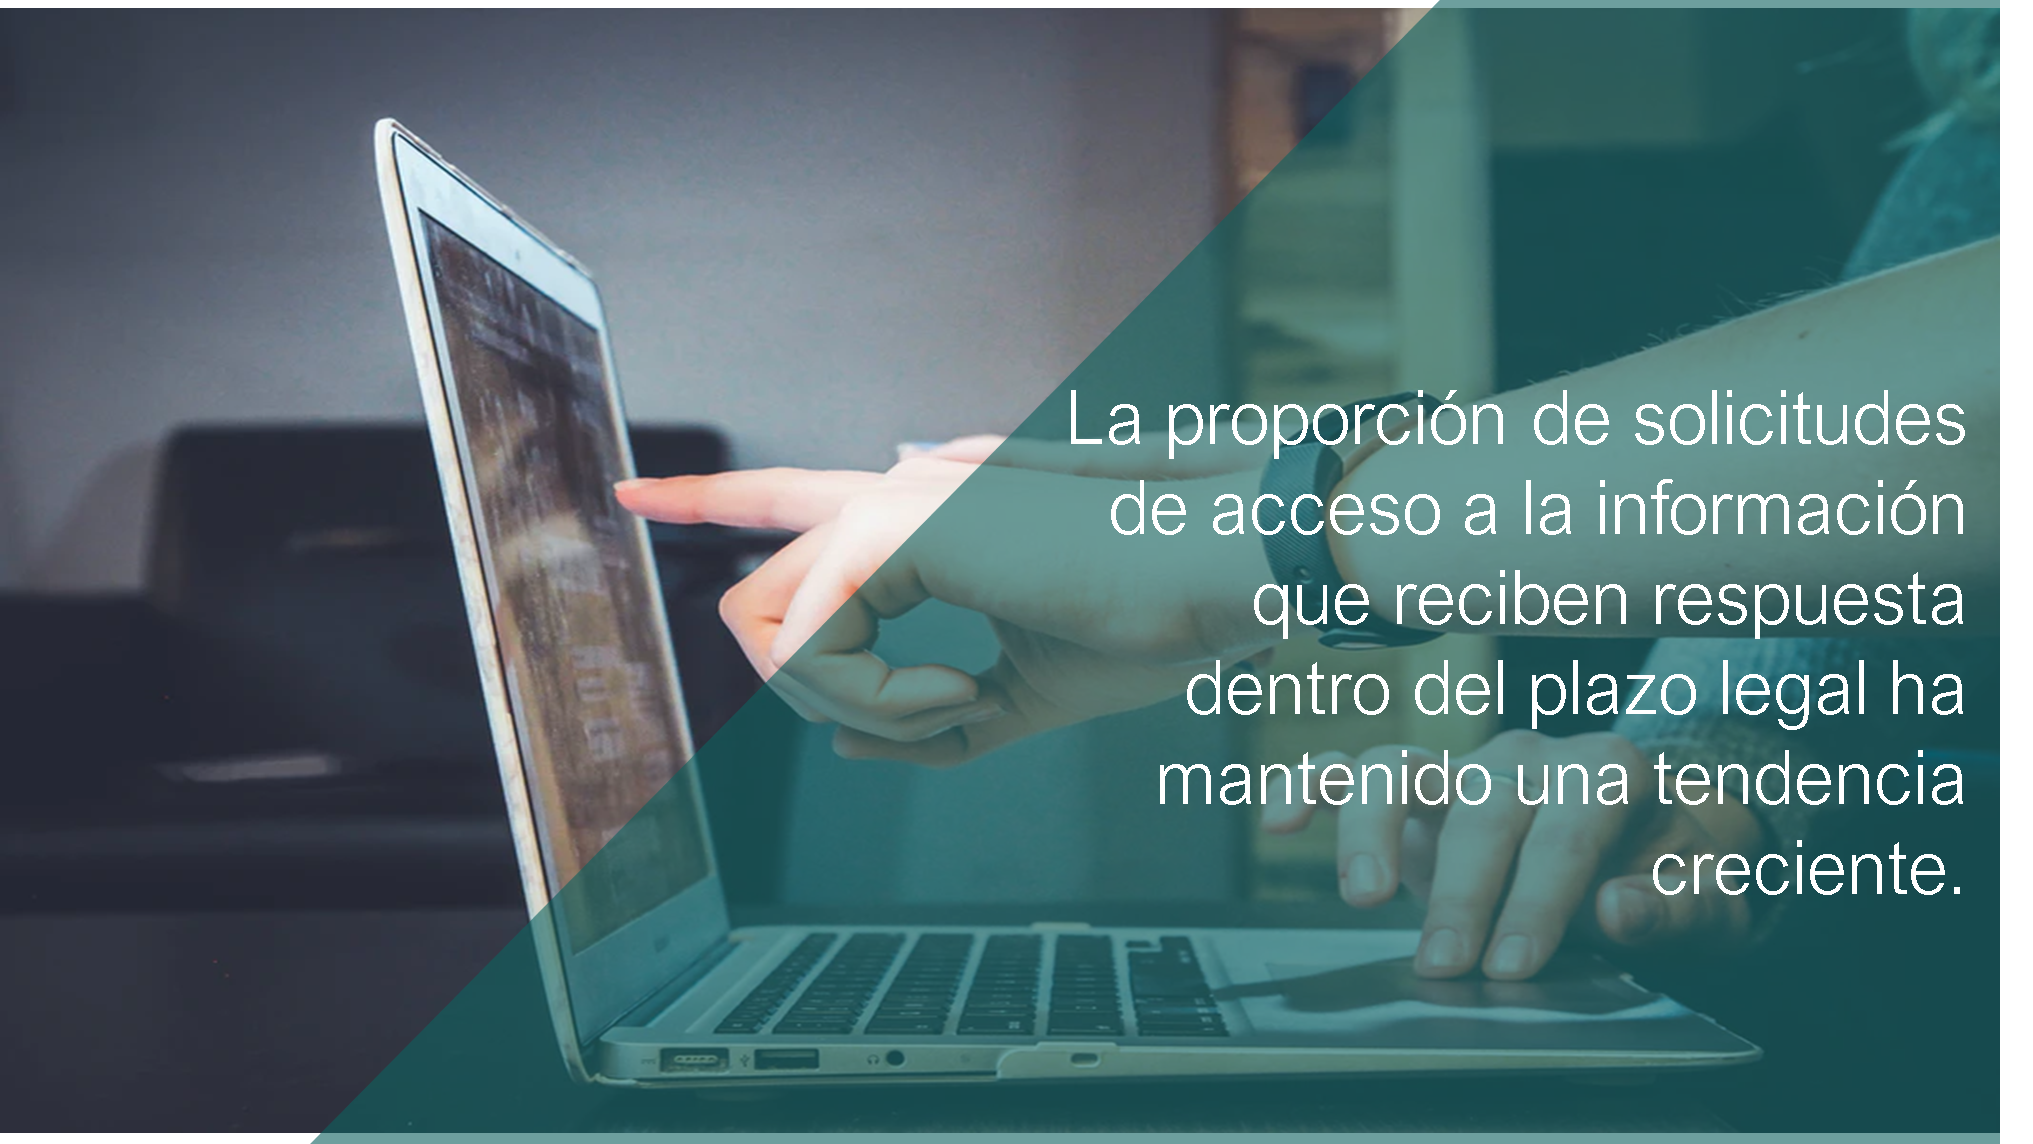 La proporción de solicitudes
de acceso a la información
que reciben respuesta
dentro del plazo legal ha
mantenido una tendencia
creciente.